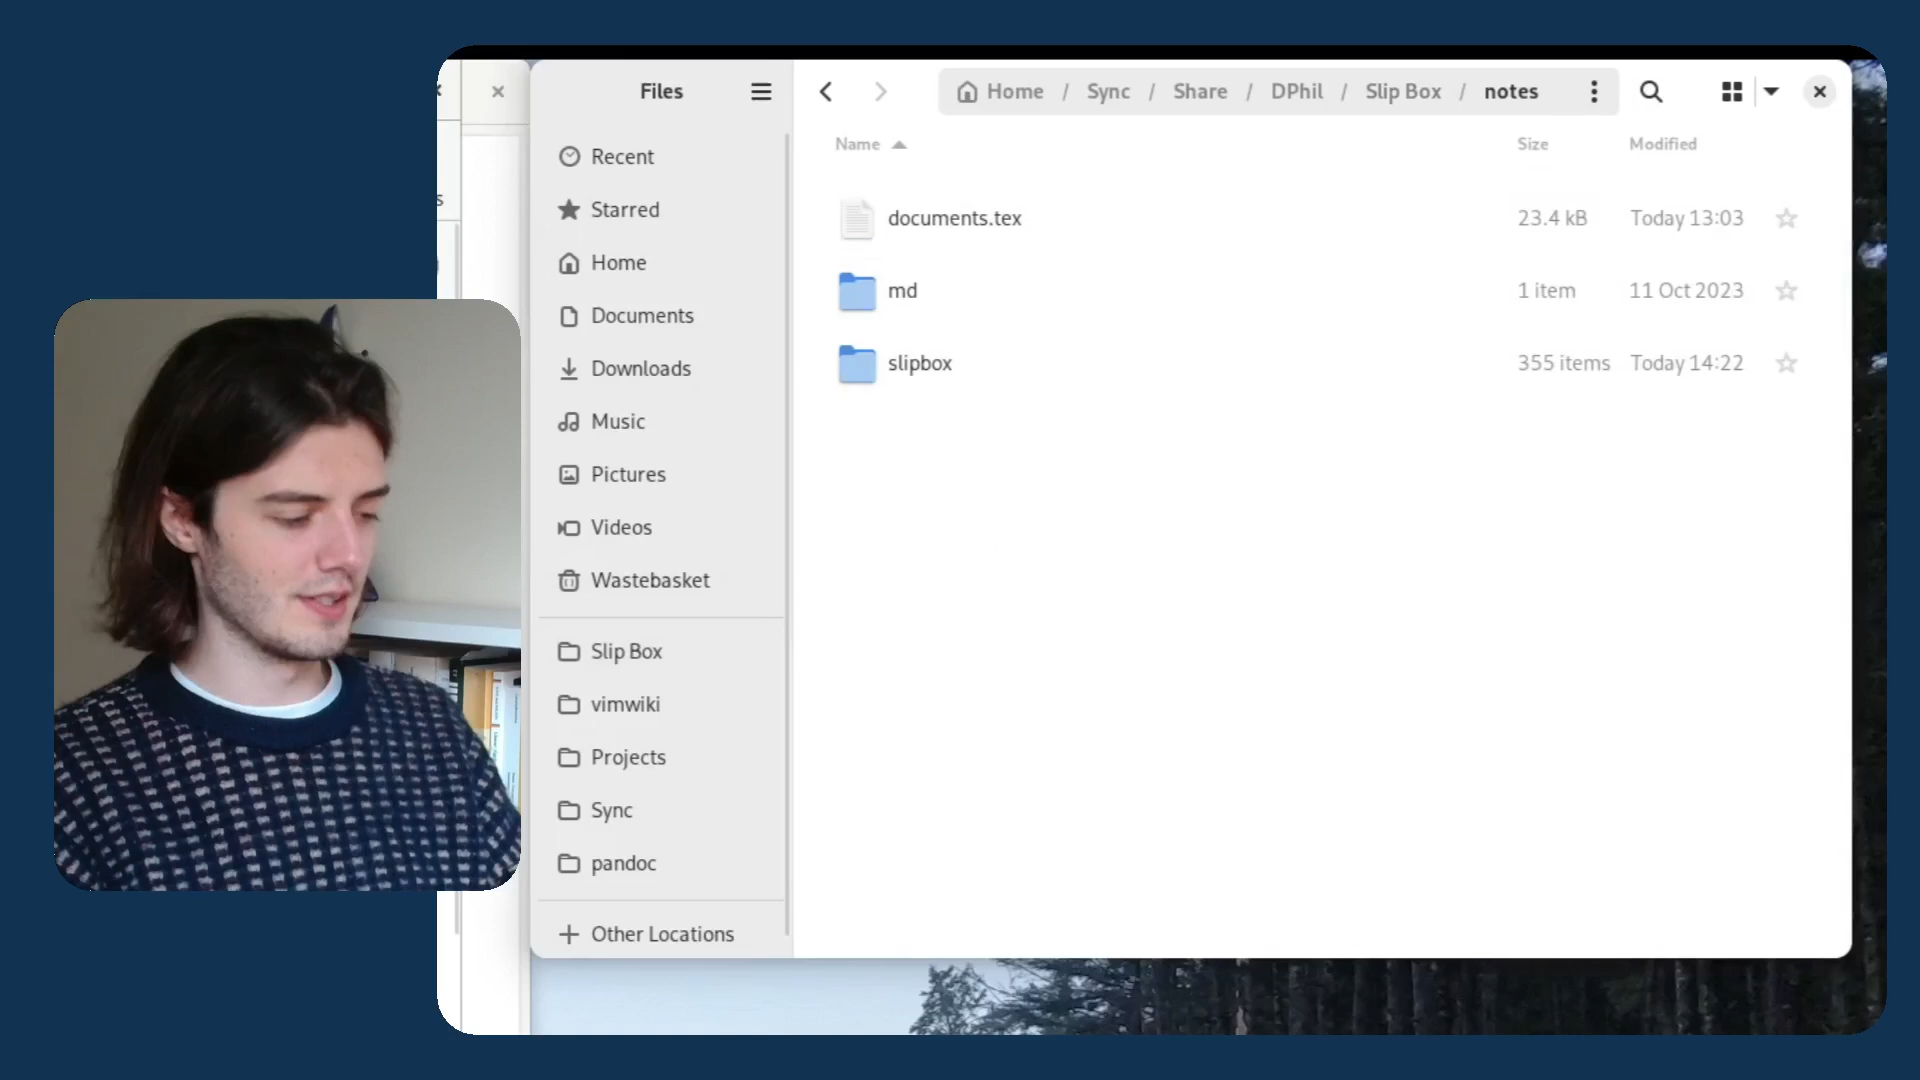 Files
Home / Sync / Share / DPhil / Slip Box / notes
Name
Size
Modified
Recent
Starred
Home
Documents
Downloads
Music
Pictures
Videos
Wastebasket
Slip Box
vimwiki
Projects
Sync
pandoc
Other Locations
documents.tex
23.4 kB
Today 13:03
md
1 item
11 Oct 2023
slipbox
355 items
Today 14:22